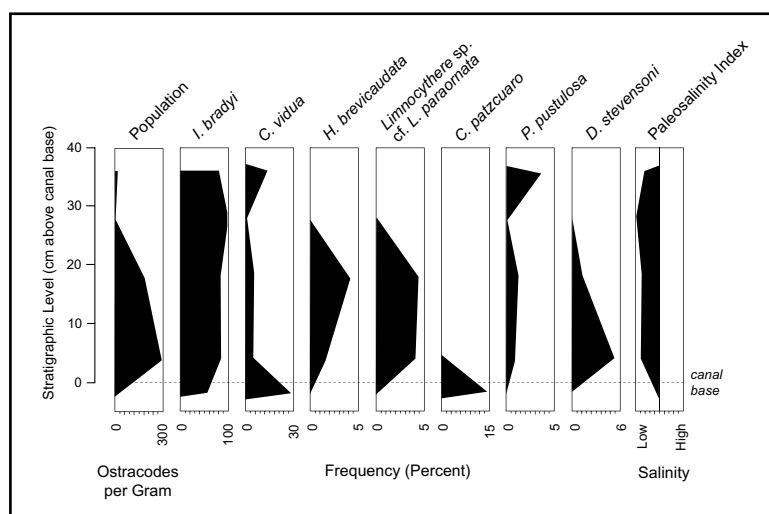 Population
I. bradyi
C. vidua
H. brevicaudata
Limnocythere sp.
cf. L. paraornata
C. patzcuaro
P. pustulosa
D. stevensoni
Paleosalinity Index
Stratigraphic Level (cm above canal base)
40
30
20
10
0
canal
base
0
300
0
100
0
30
0
5
0
5
0
15
0
5
0
6
Low
High
Ostracodes
per Gram
Frequency (Percent)
Salinity